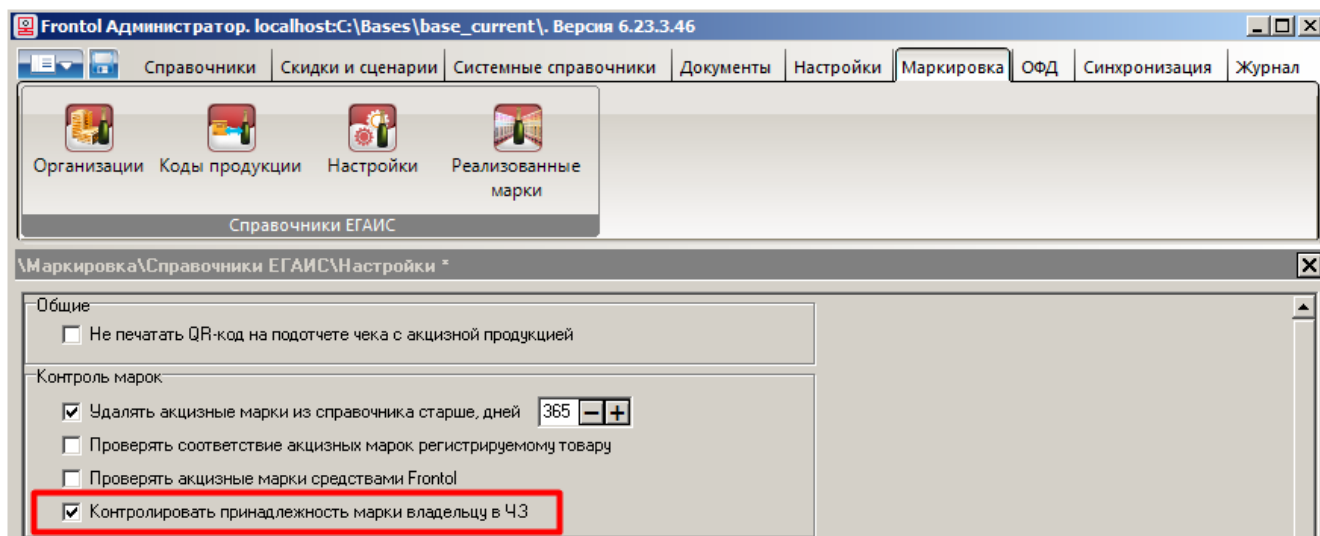 Frontol Администратор. localhost:C:\Bases\base_current\. Версия 6.23.3.46
Справочники Скидки и сценарии Системные справочники Документы Настройки Маркировка ОФД Синхронизация Журнал
Организации Коды продукции Настройки Реализованные
марки
Справочники ЕГАИС
\Маркировка\Справочники ЕГАИС\Настройки *
Общие
Не печатать QR-код на подотчете чека с акцизной продукцией
Контроль марок
Удалять акцизные марки из справочника старше, дней 365
Проверять соответствие акцизных марок регистрируемому товару
Проверять акцизные марки средствами Frontol
Контролировать принадлежность марки владельцу в ЧЗ